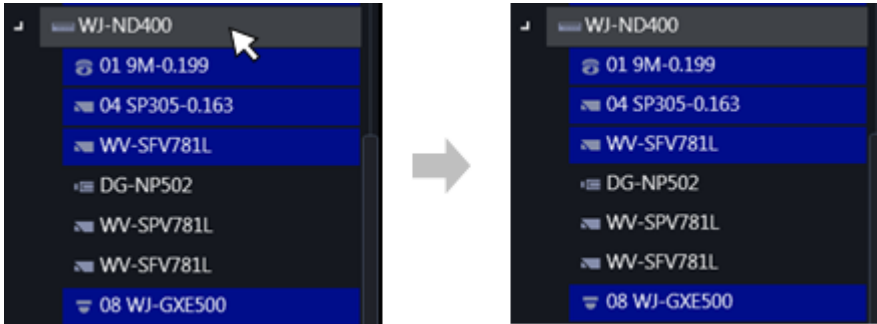 WJ-ND400
01 9M-0.199
04 SP305-0.163
WV-SFV781L
DG-NP502
WV-SPV781L
WV-SFV781L
08 WJ-GXE500
WJ-ND400
01 9M-0.199
04 SP305-0.163
WV-SFV781L
DG-NP502
WV-SPV781L
WV-SFV781L
08 WJ-GXE500